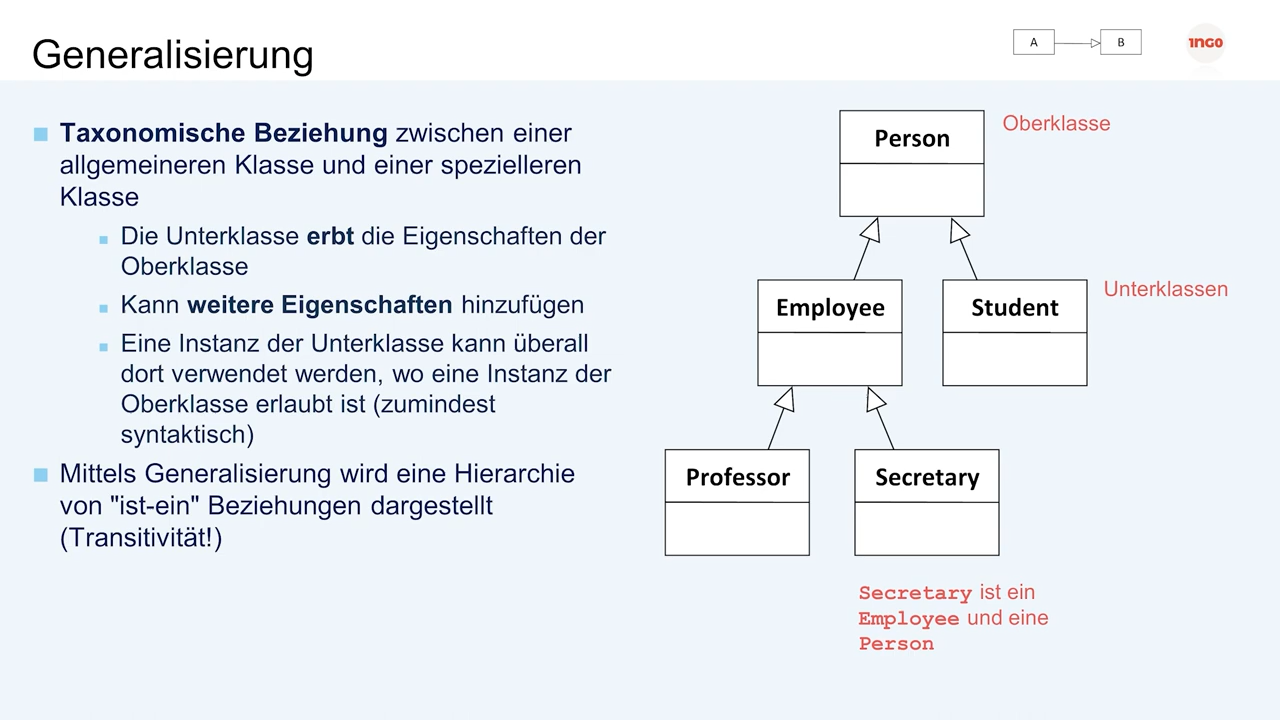 Generalisierung
A
B
1NGO
Taxonomische Beziehung zwischen einer
allgemeineren Klasse und einer spezielleren
Klasse
Die Unterklasse erbt die Eigenschaften der
Oberklasse
Kann weitere Eigenschaften hinzufügen
Eine Instanz der Unterklasse kann überall
dort verwendet werden, wo eine Instanz der
Oberklasse erlaubt ist (zumindest
syntaktisch)
Mittels Generalisierung wird eine Hierarchie
von "ist-ein" Beziehungen dargestellt
(Transitivität!)
Person
Oberklasse
Employee
Student
Unterklassen
Professor
Secretary
Secretary ist ein
Employee und eine
Person